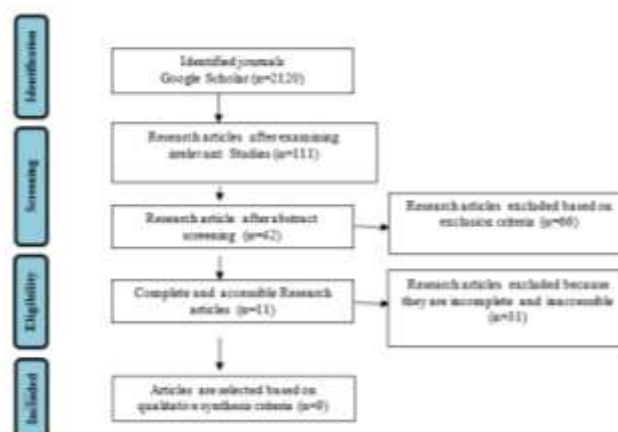 Identification
Identified journals
Google Scholar (n=2120)
Research articles after examining
irrelevant Studies (n=111)
Screening
Research article after abstract
screening (n=42)
Research articles excluded based on
exclusion criteria (n=66)
Eligibility
Complete and accessible Research
articles (n=11)
Research articles excluded because
they are incomplete and inaccessible
(n=31)
Included
Articles are selected based on
qualitative synthesis criteria